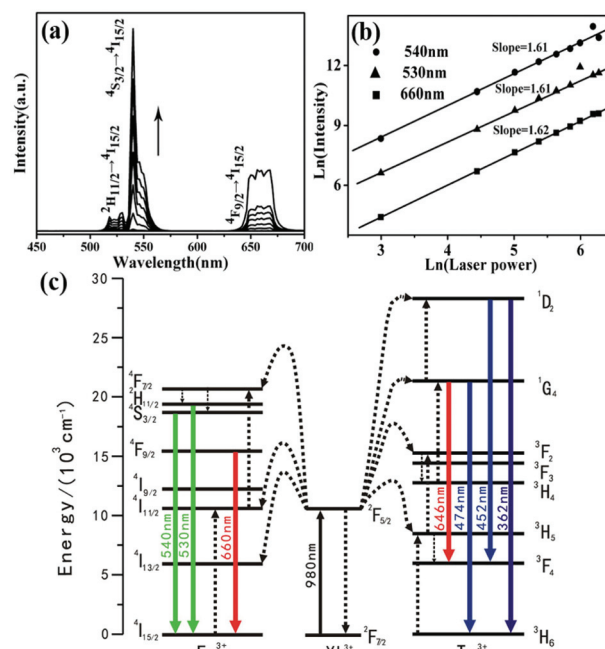 (a)
Intensity(a.u.)
²H₁₁/₂→⁴I₁₅/₂
⁴S₃/₂→⁴I₁₅/₂
⁴F₉/₂→⁴I₁₅/₂
450 500 550 600 650 700
Wavelength(nm)
(b)
Ln(Intensity)
12
9
6
540nm
530nm
660nm
Slope=1.61
Slope=1.61
Slope=1.62
3 4 5 6
Ln(Laser power)
(c)
Energy/(10³ cm⁻¹)
30
25
20
15
10
5
0
⁴F₇/₂
²H₁₁/₂
⁴S₃/₂
⁴F₉/₂
⁴I₉/₂
⁴I₁₁/₂
⁴I₁₃/₂
⁴I₁₅/₂
540nm
530nm
660nm
980nm
²F₅/₂
²F₇/₂
646nm
474nm
452nm
362nm
¹D₂
¹G₄
³F₂
³F₃
³H₄
³H₅
³F₄
³H₆